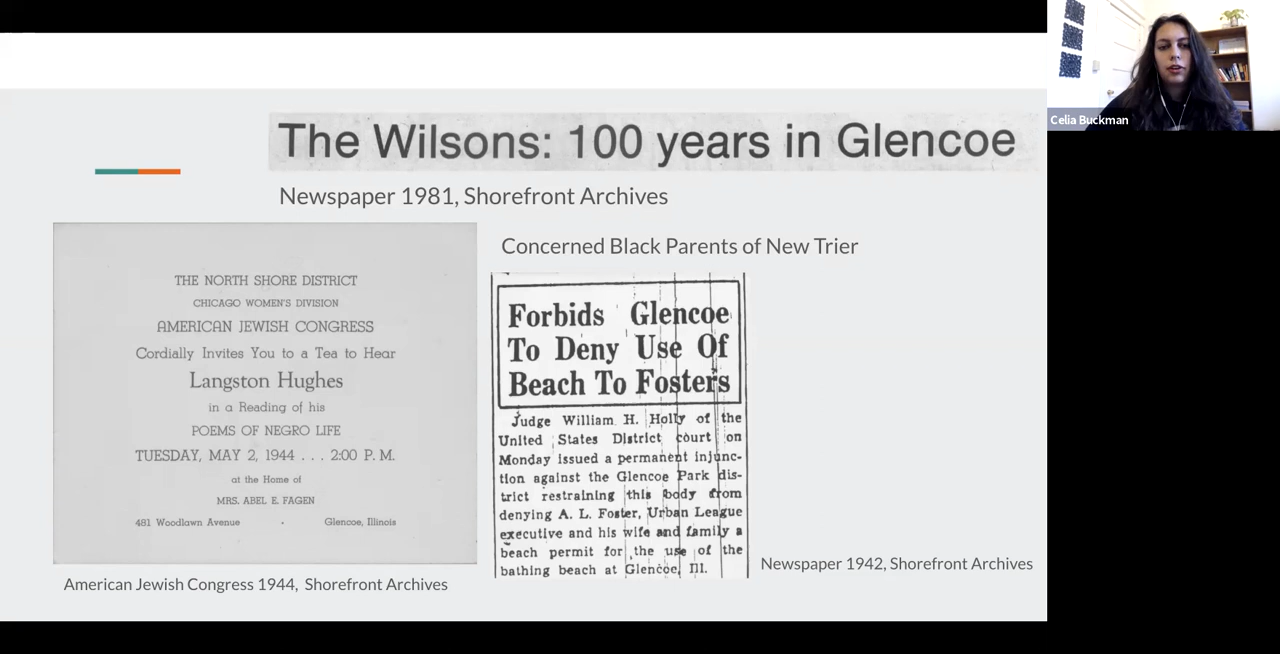 The Wilsons: 100 years in Glencoe
Newspaper 1981, Shorefront Archives
THE NORTH SHORE DISTRICT
CHICAGO WOMEN'S DIVISION
AMERICAN JEWISH CONGRESS
Cordially Invites You to a Tea to Hear
Langston Hughes
in a Reading of his
POEMS OF NEGRO LIFE
TUESDAY, MAY 2, 1944 . . . 2:00 P. M.
at the Home of
MRS. ABEL E. FAGEN
481 Woodlawn Avenue · Glencoe, Illinois
American Jewish Congress 1944, Shorefront Archives
Concerned Black Parents of New Trier
Forbids Glencoe
To Deny Use Of
Beach To Fosters
Judge William H. Holly of the
United States District court on
Monday issued a permanent injunc-
tion against the Glencoe Park dis-
trict restraining this body from
denying A. L. Foster, Urban League
executive and his wife and family a
beach permit for the use of the
bathing beach at Glencoe, Ill.
Newspaper 1942, Shorefront Archives
Celia Buckman